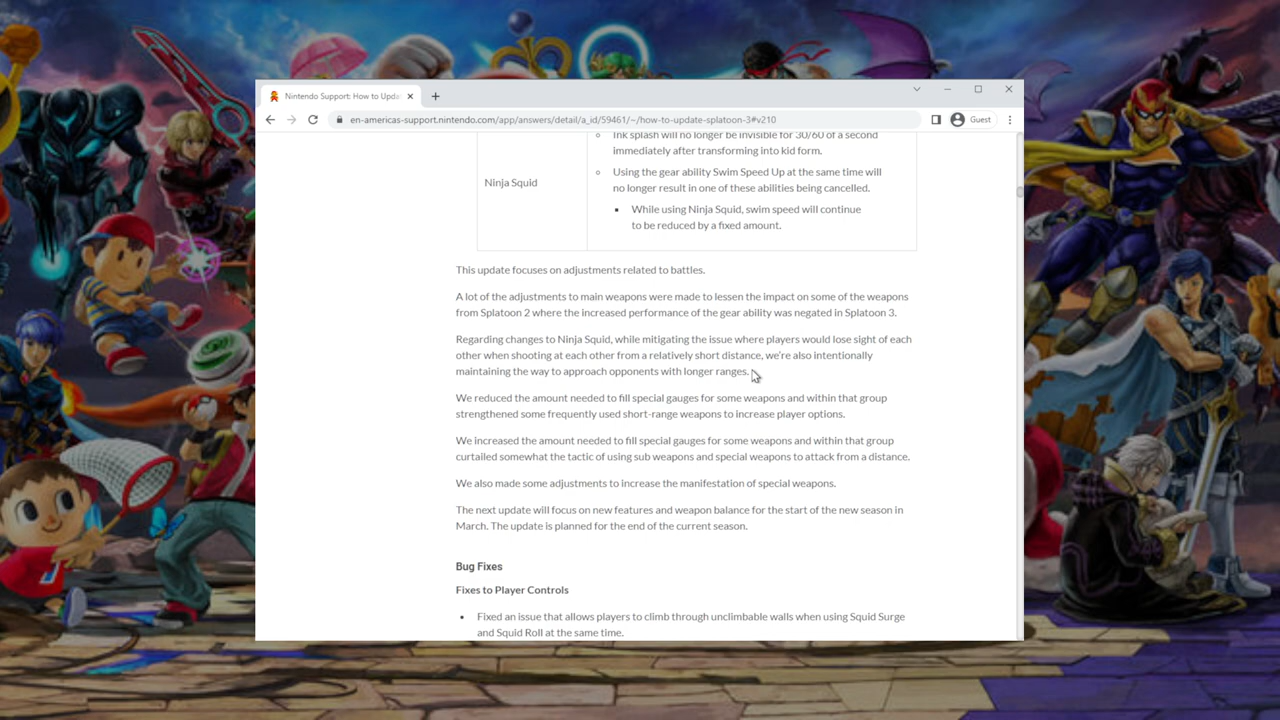 Nintendo Support: How to Upda
Guest
en-americas-support.nintendo.com/app/answers/detail/a_id/59461/~/how-to-update-splatoon-3#v210
Ink splash will no longer be invisible for 30/60 of a second
immediately after transforming into kid form.
Ninja Squid
Using the gear ability Swim Speed Up at the same time will
no longer result in one of these abilities being cancelled.
While using Ninja Squid, swim speed will continue
to be reduced by a fixed amount.
This update focuses on adjustments related to battles.
A lot of the adjustments to main weapons were made to lessen the impact on some of the weapons
from Splatoon 2 where the increased performance of the gear ability was negated in Splatoon 3.
Regarding changes to Ninja Squid, while mitigating the issue where players would lose sight of each
other when shooting at each other from a relatively short distance, we're also intentionally
maintaining the way to approach opponents with longer ranges.
We reduced the amount needed to fill special gauges for some weapons and within that group
strengthened some frequently used short-range weapons to increase player options.
We increased the amount needed to fill special gauges for some weapons and within that group
curtailed somewhat the tactic of using sub weapons and special weapons to attack from a distance.
We also made some adjustments to increase the manifestation of special weapons.
The next update will focus on new features and weapon balance for the start of the new season in
March. The update is planned for the end of the current season.
Bug Fixes
Fixes to Player Controls
Fixed an issue that allows players to climb through unclimbable walls when using Squid Surge
and Squid Roll at the same time.